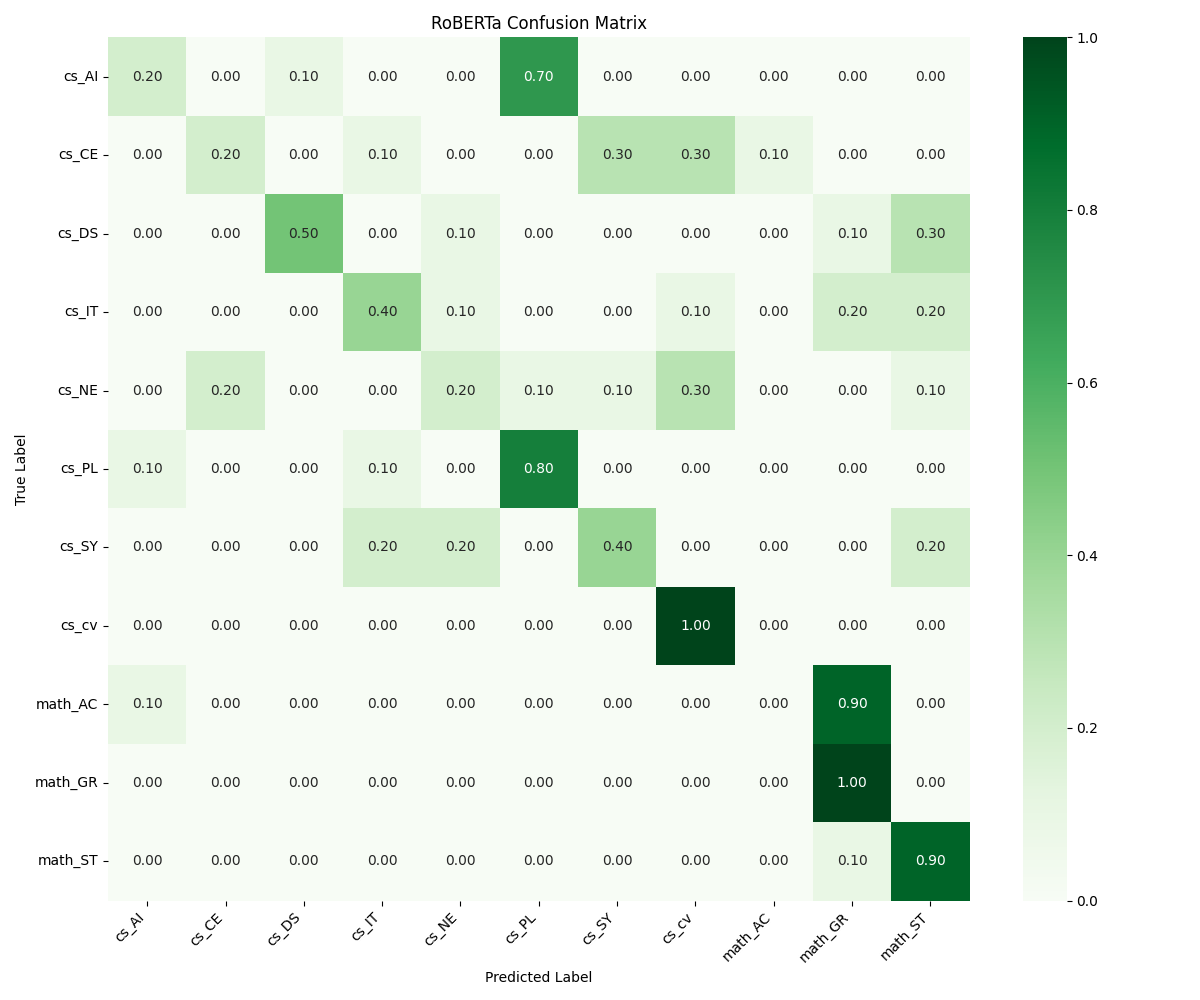 RoBERTa Confusion Matrix
cs_AI 0.20 0.00 0.10 0.00 0.00 0.70 0.00 0.00 0.00 0.00 0.00
cs_CE 0.00 0.20 0.00 0.10 0.00 0.00 0.30 0.30 0.10 0.00 0.00
cs_DS 0.00 0.00 0.50 0.00 0.10 0.00 0.00 0.00 0.00 0.10 0.30
cs_IT 0.00 0.00 0.00 0.40 0.10 0.00 0.00 0.10 0.00 0.20 0.20
cs_NE 0.00 0.20 0.00 0.00 0.20 0.10 0.10 0.30 0.00 0.00 0.10
cs_PL 0.10 0.00 0.00 0.10 0.00 0.80 0.00 0.00 0.00 0.00 0.00
cs_SY 0.00 0.00 0.00 0.20 0.20 0.00 0.40 0.00 0.00 0.00 0.20
cs_cv 0.00 0.00 0.00 0.00 0.00 0.00 0.00 1.00 0.00 0.00 0.00
math_AC 0.10 0.00 0.00 0.00 0.00 0.00 0.00 0.00 0.00 0.90 0.00
math_GR 0.00 0.00 0.00 0.00 0.00 0.00 0.00 0.00 0.00 1.00 0.00
math_ST 0.00 0.00 0.00 0.00 0.00 0.00 0.00 0.00 0.00 0.10 0.90
cs_AI cs_CE cs_DS cs_IT cs_NE cs_PL cs_SY cs_cv math_AC math_GR math_ST
Predicted Label
True Label
1.0
0.8
0.6
0.4
0.2
0.0